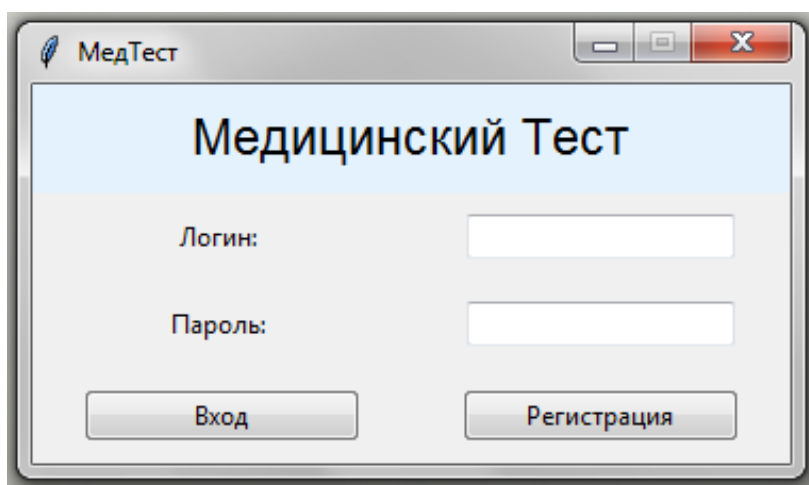 МедТест
Медицинский Тест
Логин:
Пароль:
Вход
Регистрация